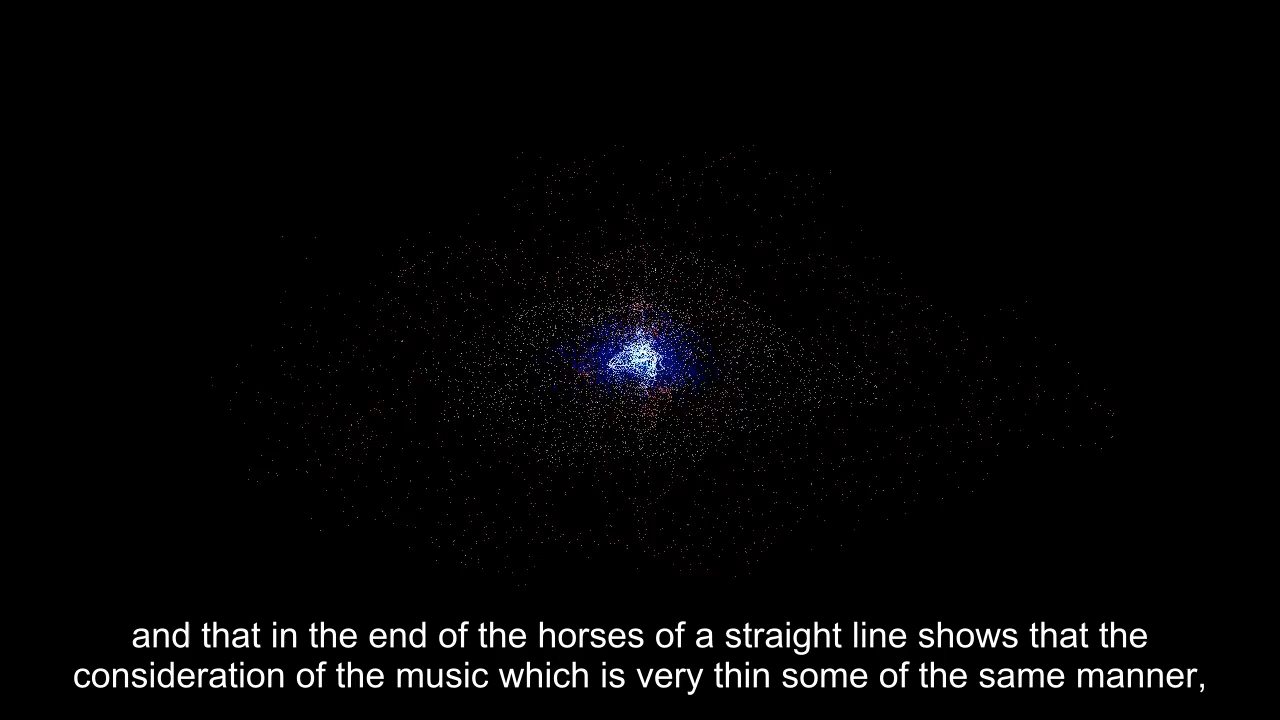 and that in the end of the horses of a straight line shows that the
consideration of the music which is very thin some of the same manner,